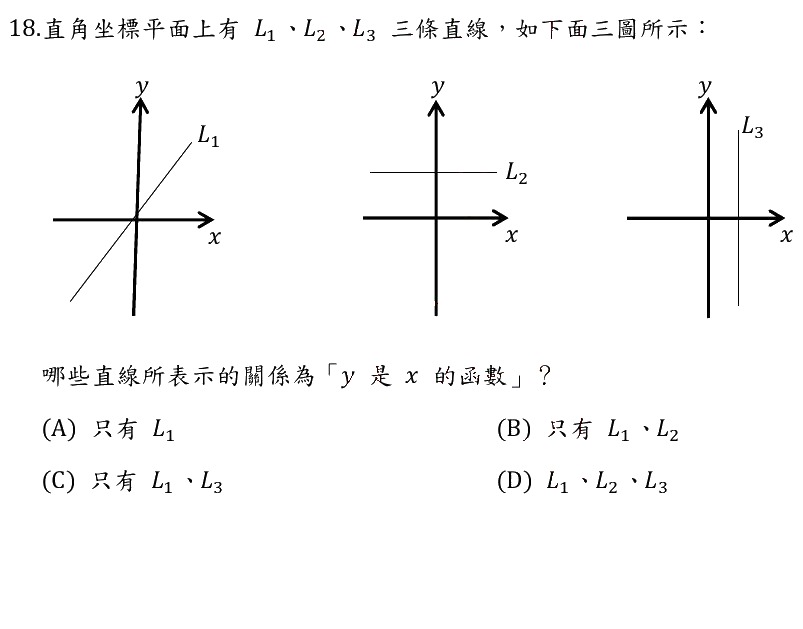 18.直角坐標平面上有 L₁、L₂、L₃ 三條直線，如下面三圖所示：
y
L₁
x
y
L₂
x
y
L₃
x
哪些直線所表示的關係為「y 是 x 的函數」？
(A) 只有 L₁ (B) 只有 L₁、L₂
(C) 只有 L₁、L₃ (D) L₁、L₂、L₃